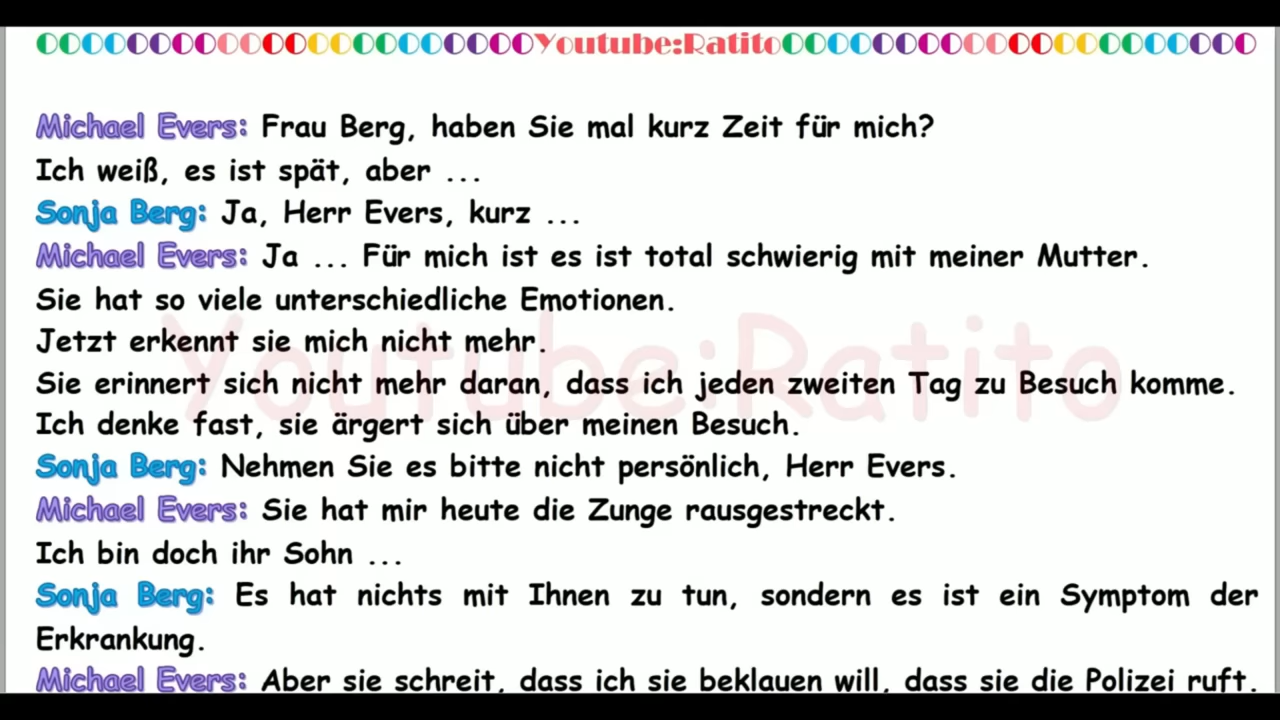 Youtube:Ratito
Michael Evers: Frau Berg, haben Sie mal kurz Zeit für mich?
Ich weiß, es ist spät, aber ...
Sonja Berg: Ja, Herr Evers, kurz ...
Michael Evers: Ja ... Für mich ist es ist total schwierig mit meiner Mutter.
Sie hat so viele unterschiedliche Emotionen.
Jetzt erkennt sie mich nicht mehr.
Youtube:Ratito
Sie erinnert sich nicht mehr daran, dass ich jeden zweiten Tag zu Besuch komme.
Ich denke fast, sie ärgert sich über meinen Besuch.
Sonja Berg: Nehmen Sie es bitte nicht persönlich, Herr Evers.
Michael Evers: Sie hat mir heute die Zunge rausgestreckt.
Ich bin doch ihr Sohn ...
Sonja Berg: Es hat nichts mit Ihnen zu tun, sondern es ist ein Symptom der
Erkrankung.
Michael Evers: Aber sie schreit, dass ich sie beklauen will, dass sie die Polizei ruft.